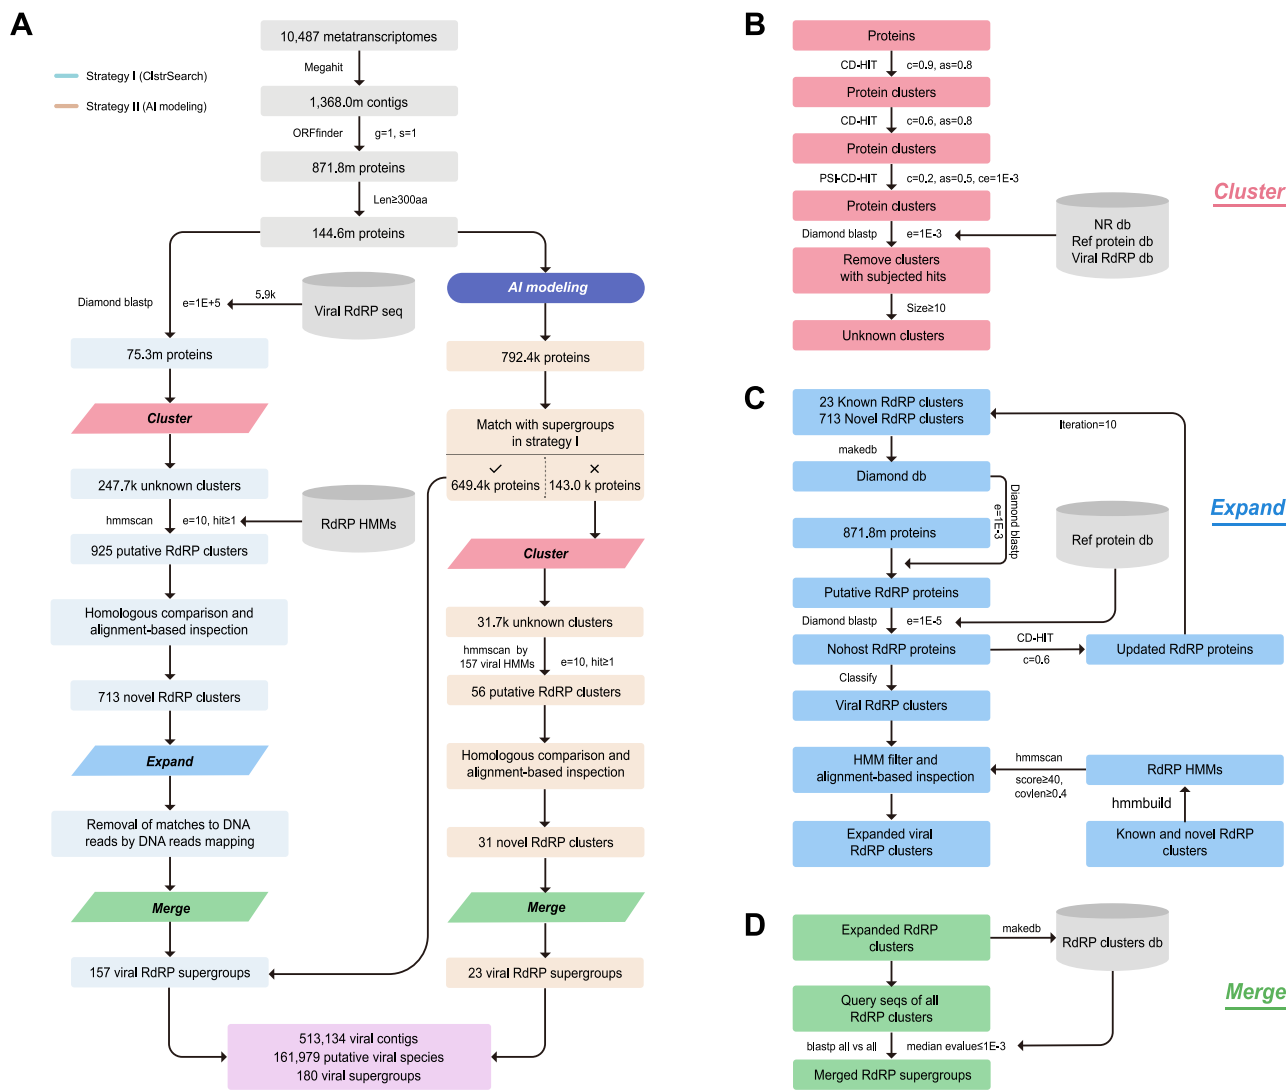 A
10,487 metatranscriptomes
Megahit
Strategy I (ClstrSearch)
Strategy II (AI modeling)
1,368.0m contigs
ORFfinder g=1, s=1
871.8m proteins
Len≥300aa
144.6m proteins
Diamond blastp e=1E+5
5.9k
Viral RdRP seq
AI modeling
75.3m proteins
792.4k proteins
Cluster
Match with supergroups
in strategy I
✓ ×
649.4k proteins 143.0 k proteins
247.7k unknown clusters
hmmscan e=10, hit≥1
RdRP HMMs
925 putative RdRP clusters
Cluster
Homologous comparison and
alignment-based inspection
31.7k unknown clusters
hmmscan by
157 viral HMMs
e=10, hit≥1
713 novel RdRP clusters
56 putative RdRP clusters
Expand
Homologous comparison and
alignment-based inspection
Removal of matches to DNA
reads by DNA reads mapping
31 novel RdRP clusters
Merge
Merge
157 viral RdRP supergroups
23 viral RdRP supergroups
513,134 viral contigs
161,979 putative viral species
180 viral supergroups
B
Proteins
CD-HIT c=0.9, as=0.8
Protein clusters
CD-HIT c=0.6, as=0.8
Protein clusters
PSI-CD-HIT c=0.2, as=0.5, ce=1E-3
Protein clusters
Cluster
Diamond blastp e=1E-3
NR db
Ref protein db
Viral RdRP db
Remove clusters
with subjected hits
Size≥10
Unknown clusters
C
23 Known RdRP clusters
713 Novel RdRP clusters
Iteration=10
makedb
Diamond db
Diamond blastp
e=1E-3
Expand
871.8m proteins
Ref protein db
Putative RdRP proteins
Diamond blastp e=1E-5
Nohost RdRP proteins
CD-HIT
c=0.6
Updated RdRP proteins
Classify
Viral RdRP clusters
HMM filter and
alignment-based inspection
hmmscan
score≥40,
covlen≥0.4
RdRP HMMs
hmmbuild
Expanded viral
RdRP clusters
Known and novel RdRP
clusters
D
Expanded RdRP
clusters
makedb
RdRP clusters db
Query seqs of all
RdRP clusters
Merge
blastp all vs all median evalue≤1E-3
Merged RdRP supergroups